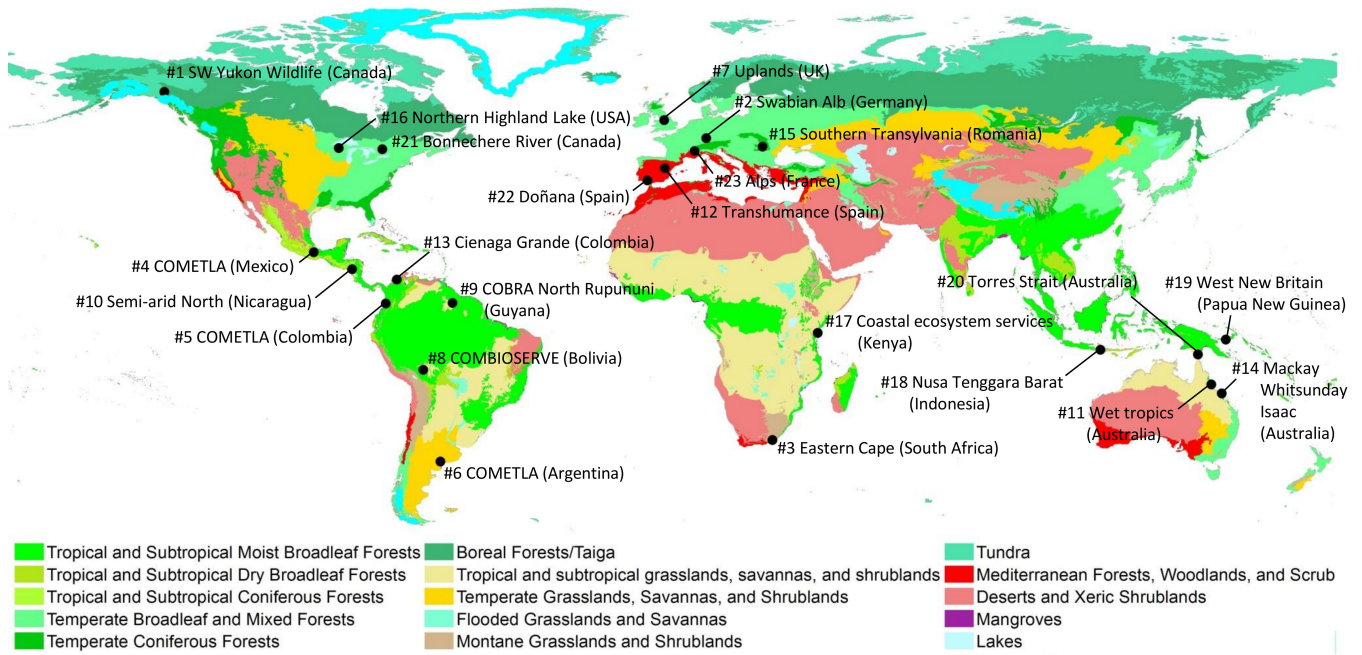 #1 SW Yukon Wildlife (Canada)
#7 Uplands (UK)
#2 Swabian Alb (Germany)
#16 Northern Highland Lake (USA)
#15 Southern Transylvania (Romania)
#21 Bonnechere River (Canada)
#23 Alps (France)
#22 Doñana (Spain)
#12 Transhumance (Spain)
#13 Cienaga Grande (Colombia)
#4 COMETLA (Mexico)
#20 Torres Strait (Australia)
#19 West New Britain
(Papua New Guinea)
#9 COBRA North Rupununi
(Guyana)
#10 Semi-arid North (Nicaragua)
#17 Coastal ecosystem services
(Kenya)
#5 COMETLA (Colombia)
#8 COMBIOSERVE (Bolivia)
#14 Mackay
Whitsunday
Isaac
(Australia)
#18 Nusa Tenggara Barat
(Indonesia)
#11 Wet tropics
(Australia)
#3 Eastern Cape (South Africa)
#6 COMETLA (Argentina)
Tropical and Subtropical Moist Broadleaf Forests
Tropical and Subtropical Dry Broadleaf Forests
Tropical and Subtropical Coniferous Forests
Temperate Broadleaf and Mixed Forests
Temperate Coniferous Forests
Boreal Forests/Taiga
Tropical and subtropical grasslands, savannas, and shrublands
Temperate Grasslands, Savannas, and Shrublands
Flooded Grasslands and Savannas
Montane Grasslands and Shrublands
Tundra
Mediterranean Forests, Woodlands, and Scrub
Deserts and Xeric Shrublands
Mangroves
Lakes